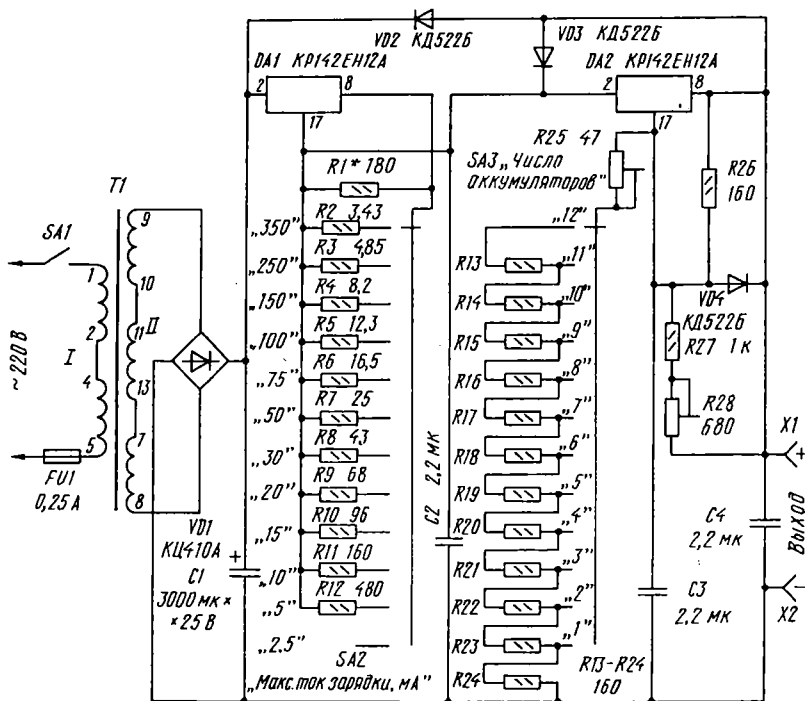 VD2 КД522Б
VD3 КД522Б
DA1 КР142ЕН12А
DA2 КР142ЕН12А
2
8
17
2
8
17
R1* 180
R25 47
SA3 „Число аккумуляторов"
R26 160
T1
SA1
~220 В
FU1
0,25 А
I
II
1
2
4
5
9
10
11
13
7
8
VD1
КЦ410А
C1
3000 мк ×
× 25 В
+
„350" R2 3,43
„250" R3 4,85
„150" R4 8,2
„100" R5 12,3
„75" R6 16,5
„50" R7 25
„30" R8 43
„20" R9 68
„15" R10 96
„10" R11 160
„5" R12 480
„2,5"
SA2
„Макс. ток зарядки, мА"
C2 2,2 мк
„12"
R13 „11"
R14 „10"
R15 „9"
R16 „8"
R17 „7"
R18 „6"
R19 „5"
R20 „4"
R21 „3"
R22 „2"
R23 „1"
R24
R13-R24
160
VD4
КД522Б
R27 1 к
R28
680
C3
2,2 мк
C4
2,2 мк
X1
+
Выход
−
X2